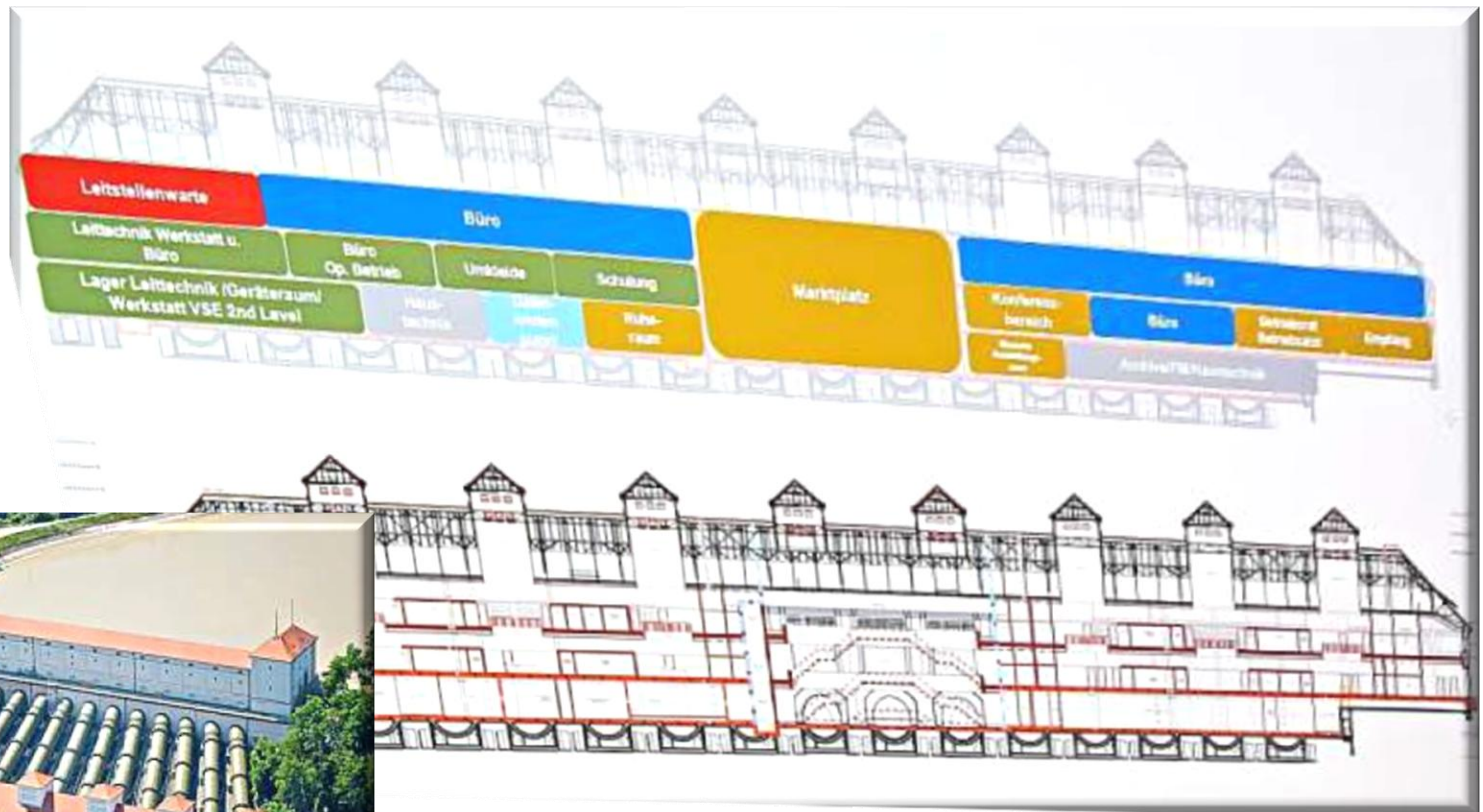 Leitstellenwarte
Büro
Leittechnik Werkstatt u.
Büro
Büro
Op. Betrieb
Umkleide
Schulung
Marktplatz
Büro
Lager Leittechnik /Geräteraum/
Werkstatt VSE 2nd Level
Haus-
technik
Ruhe-
raum
Konferenz-
bereich
Büro
Betriebsrat
Empfang